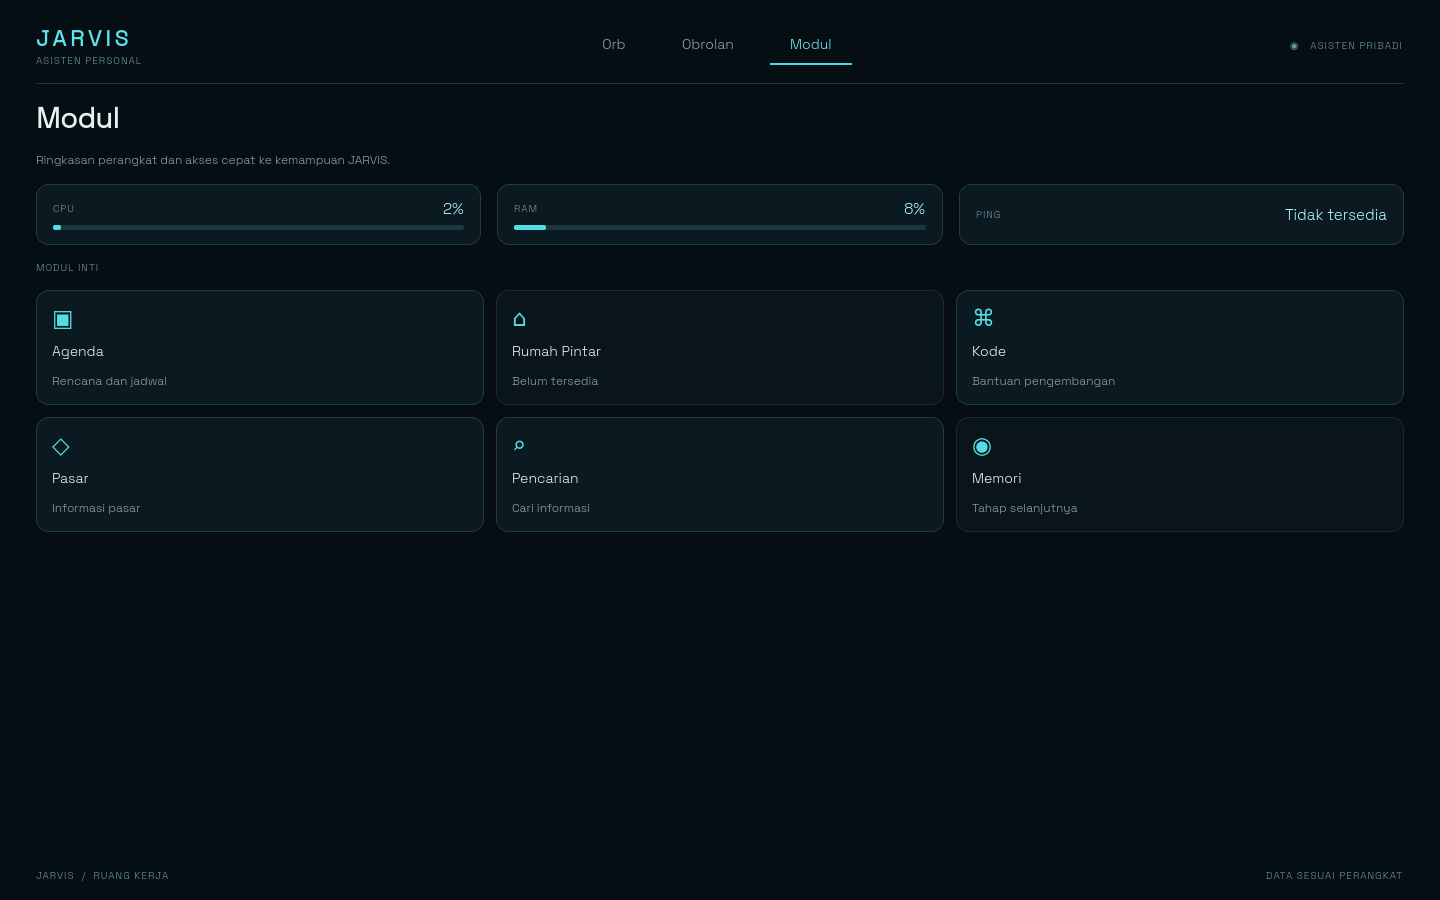 JARVIS
ASISTEN PERSONAL
Orb
Obrolan
Modul
ASISTEN PRIBADI
Modul
Ringkasan perangkat dan akses cepat ke kemampuan JARVIS.
CPU
2%
RAM
8%
PING
Tidak tersedia
MODUL INTI
Agenda
Rencana dan jadwal
Rumah Pintar
Belum tersedia
Kode
Bantuan pengembangan
Pasar
Informasi pasar
Pencarian
Cari informasi
Memori
Tahap selanjutnya
JARVIS / RUANG KERJA
DATA SESUAI PERANGKAT